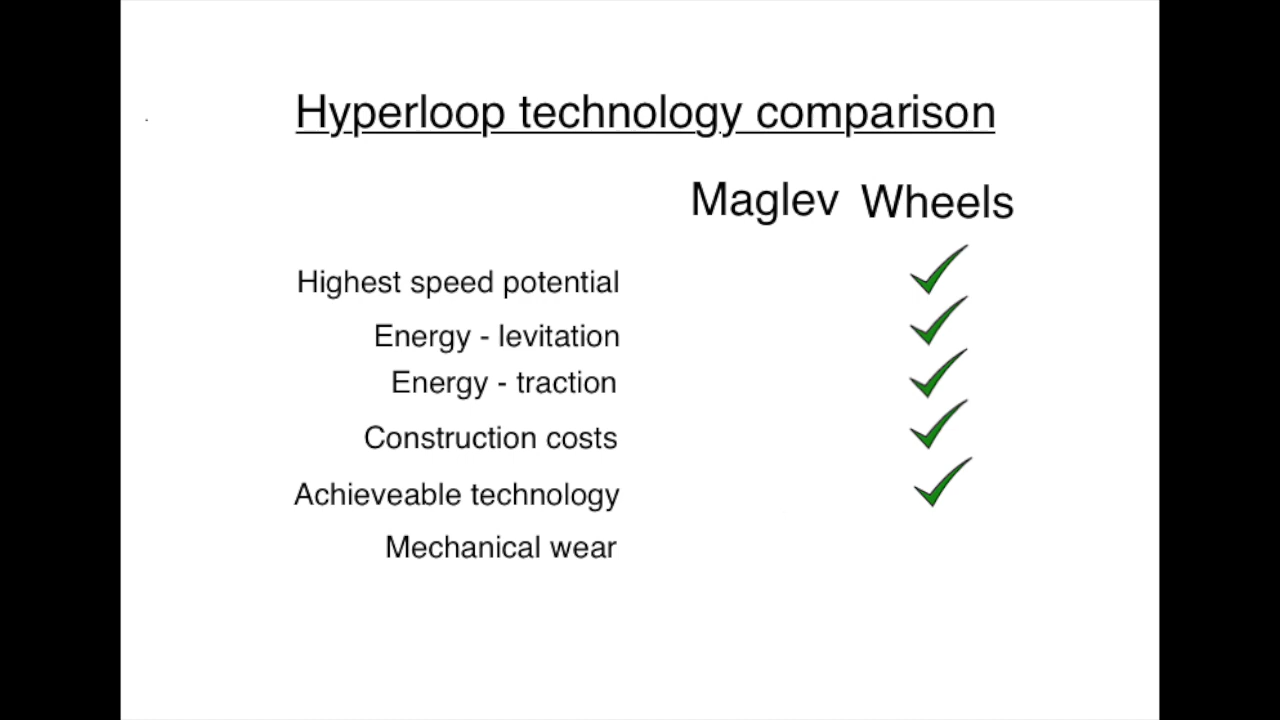 Hyperloop technology comparison
Maglev Wheels
Highest speed potential
Energy - levitation
Energy - traction
Construction costs
Achieveable technology
Mechanical wear